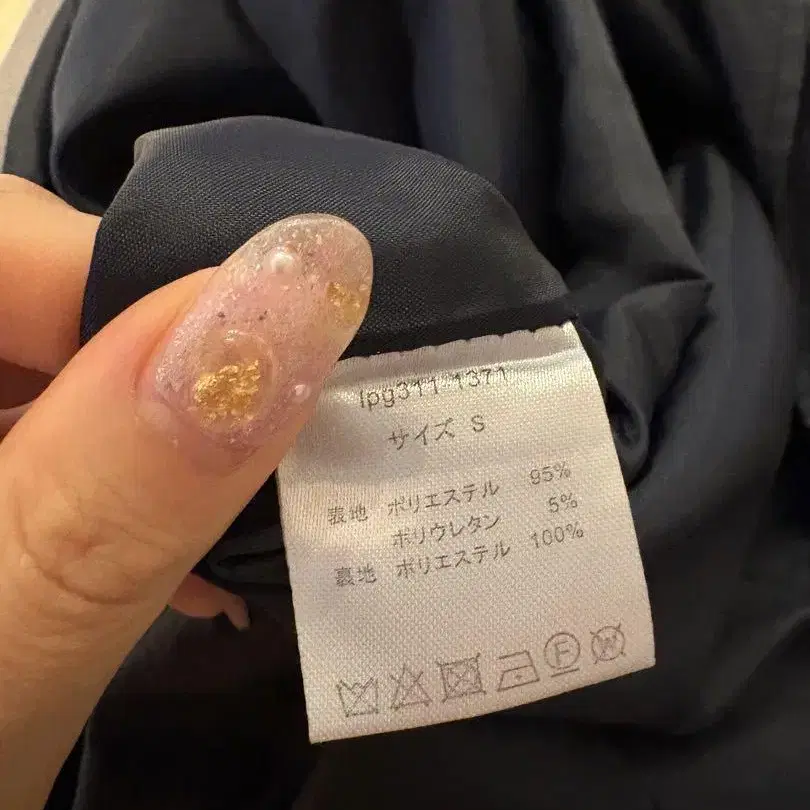 lpg311-1371
サイズ S
表地 ポリエステル 95%
ポリウレタン 5%
裏地 ポリエステル 100%
F W